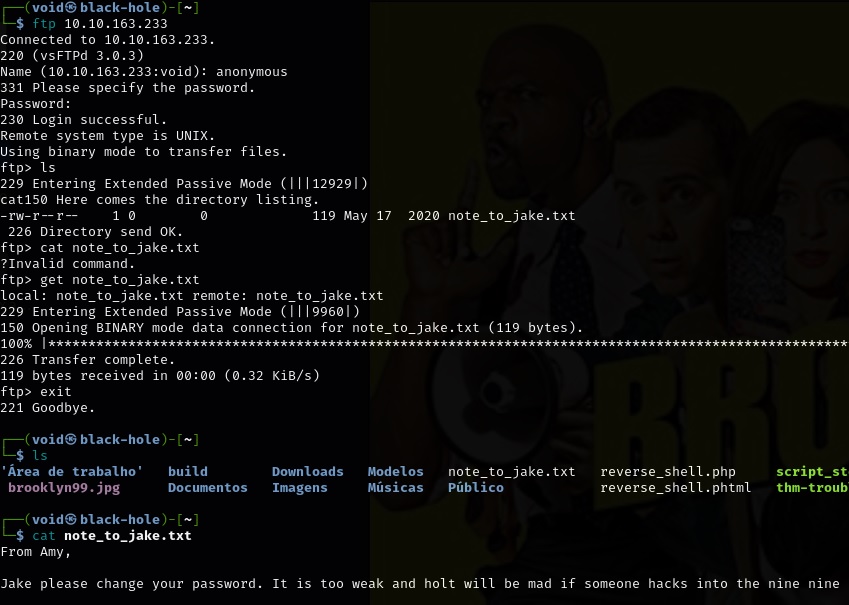 ┌──(void㉿black-hole)-[~]
└─$ ftp 10.10.163.233
Connected to 10.10.163.233.
220 (vsFTPd 3.0.3)
Name (10.10.163.233:void): anonymous
331 Please specify the password.
Password:
230 Login successful.
Remote system type is UNIX.
Using binary mode to transfer files.
ftp> ls
229 Entering Extended Passive Mode (|||12929|)
cat150 Here comes the directory listing.
-rw-r--r--    1 0        0             119 May 17  2020 note_to_jake.txt
 226 Directory send OK.
ftp> cat note_to_jake.txt
?Invalid command.
ftp> get note_to_jake.txt
local: note_to_jake.txt remote: note_to_jake.txt
229 Entering Extended Passive Mode (|||9960|)
150 Opening BINARY mode data connection for note_to_jake.txt (119 bytes).
100% |****************************************************************************************************
226 Transfer complete.
119 bytes received in 00:00 (0.32 KiB/s)
ftp> exit
221 Goodbye.
┌──(void㉿black-hole)-[~]
└─$ ls
'Área de trabalho'   build        Downloads   Modelos   note_to_jake.txt   reverse_shell.php     script_st
 brooklyn99.jpg      Documentos   Imagens     Músicas   Público            reverse_shell.phtml   thm-troub
┌──(void㉿black-hole)-[~]
└─$ cat note_to_jake.txt
From Amy,
Jake please change your password. It is too weak and holt will be mad if someone hacks into the nine nine
BRU